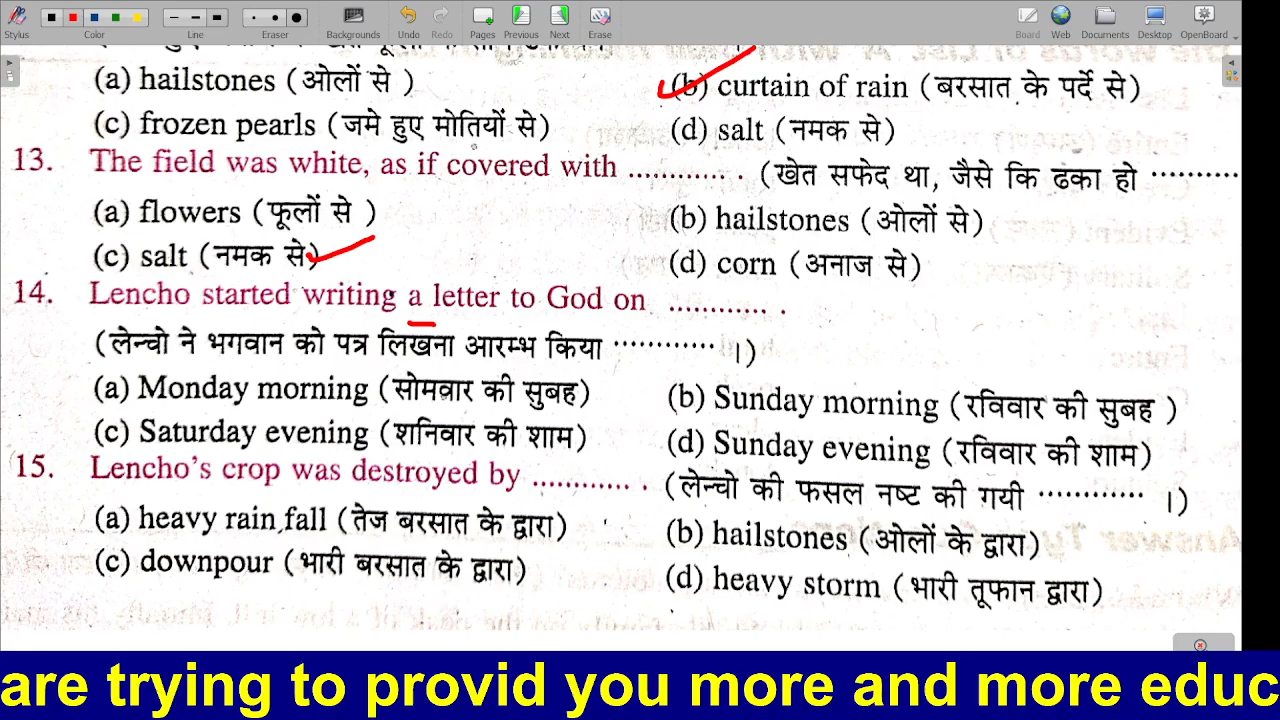 Stylus
Color
Line
Eraser
Backgrounds
Undo
Redo
Pages
Previous
Next
Erase
Board
Web
Documents
Desktop
OpenBoard
(a) hailstones (ओलों से )
(b) curtain of rain (बरसात के पर्दे से)
(c) frozen pearls (जमे हुए मोतियों से)
(d) salt (नमक से)
13. The field was white, as if covered with ............ . (खेत सफेद था, जैसे कि ढका हो ............
(a) flowers (फूलों से )
(b) hailstones (ओलों से)
(c) salt (नमक से)
(d) corn (अनाज से)
14. Lencho started writing a letter to God on ............ .
(लेन्चो ने भगवान को पत्र लिखना आरम्भ किया ............ ।)
(a) Monday morning (सोमवार की सुबह)
(b) Sunday morning (रविवार की सुबह )
(c) Saturday evening (शनिवार की शाम)
(d) Sunday evening (रविवार की शाम)
15. Lencho's crop was destroyed by ............ . (लेन्चो की फसल नष्ट की गयी ............ ।)
(a) heavy rain fall (तेज बरसात के द्वारा)
(b) hailstones (ओलों के द्वारा)
(c) downpour (भारी बरसात के द्वारा)
(d) heavy storm (भारी तूफान द्वारा)
are trying to provid you more and more educ